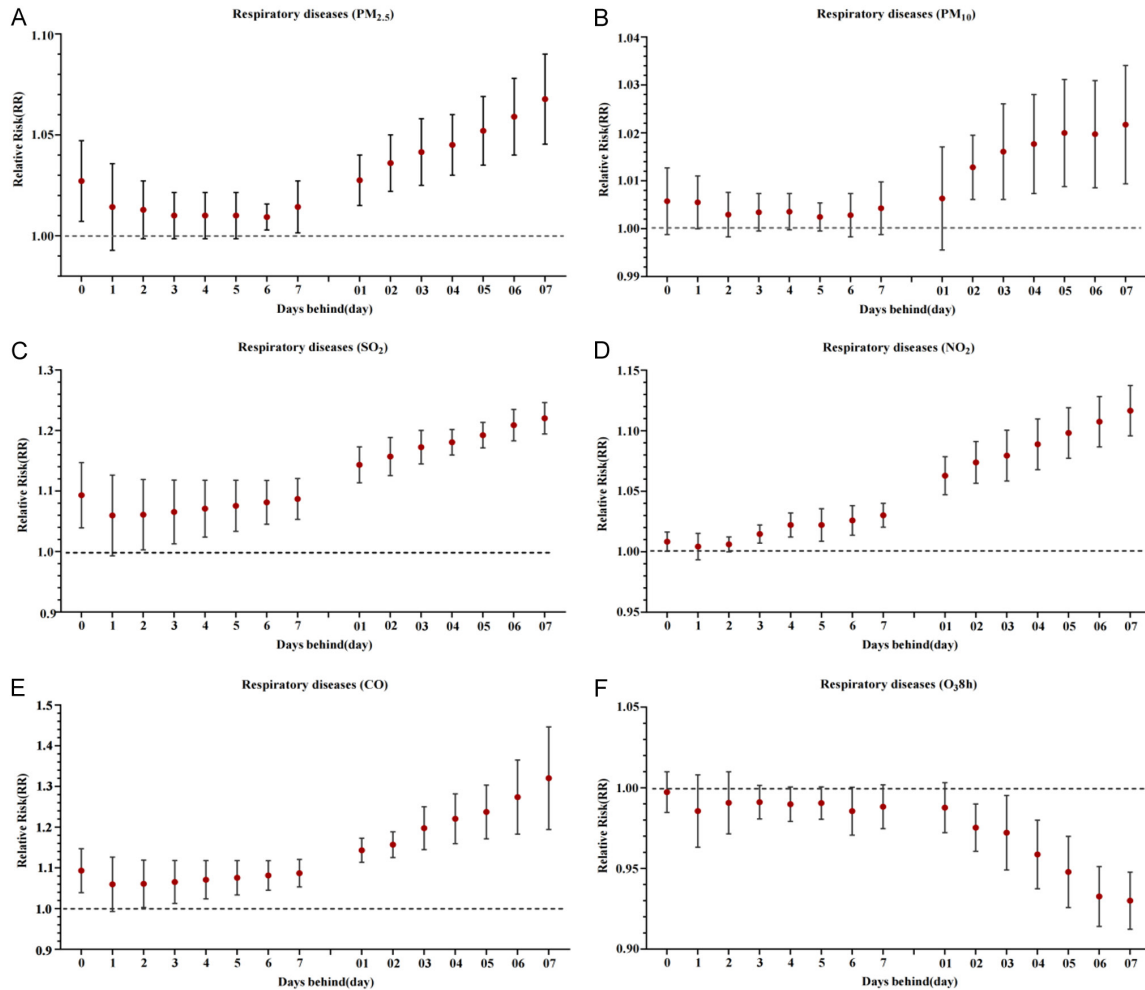 A
Respiratory diseases (PM2.5)
Relative Risk(RR)
1.10
1.05
1.00
0 1 2 3 4 5 6 7 01 02 03 04 05 06 07
Days behind(day)
B
Respiratory diseases (PM10)
Relative Risk(RR)
1.04
1.03
1.02
1.01
1.00
0.99
0 1 2 3 4 5 6 7 01 02 03 04 05 06 07
Days behind(day)
C
Respiratory diseases (SO2)
Relative Risk(RR)
1.3
1.2
1.1
1.0
0.9
0 1 2 3 4 5 6 7 01 02 03 04 05 06 07
Days behind(day)
D
Respiratory diseases (NO2)
Relative Risk(RR)
1.15
1.10
1.05
1.00
0.95
0 1 2 3 4 5 6 7 01 02 03 04 05 06 07
Days behind(day)
E
Respiratory diseases (CO)
Relative Risk(RR)
1.5
1.4
1.3
1.2
1.1
1.0
0.9
0 1 2 3 4 5 6 7 01 02 03 04 05 06 07
Days behind(day)
F
Respiratory diseases (O38h)
Relative Risk(RR)
1.05
1.00
0.95
0.90
0 1 2 3 4 5 6 7 01 02 03 04 05 06 07
Days behind(day)